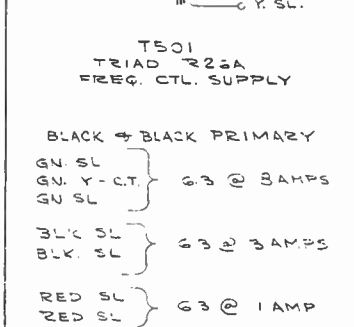 Y. SL.
T501
TRIAD R26A
FREQ. CTL. SUPPLY
BLACK & BLACK PRIMARY
GN. SL
GN. Y - C.T. 6.3 @ 3 AMPS
GN SL
BLK SL
BLK. SL 6.3 @ 3 AMPS
RED SL
RED SL 6.3 @ 1 AMP